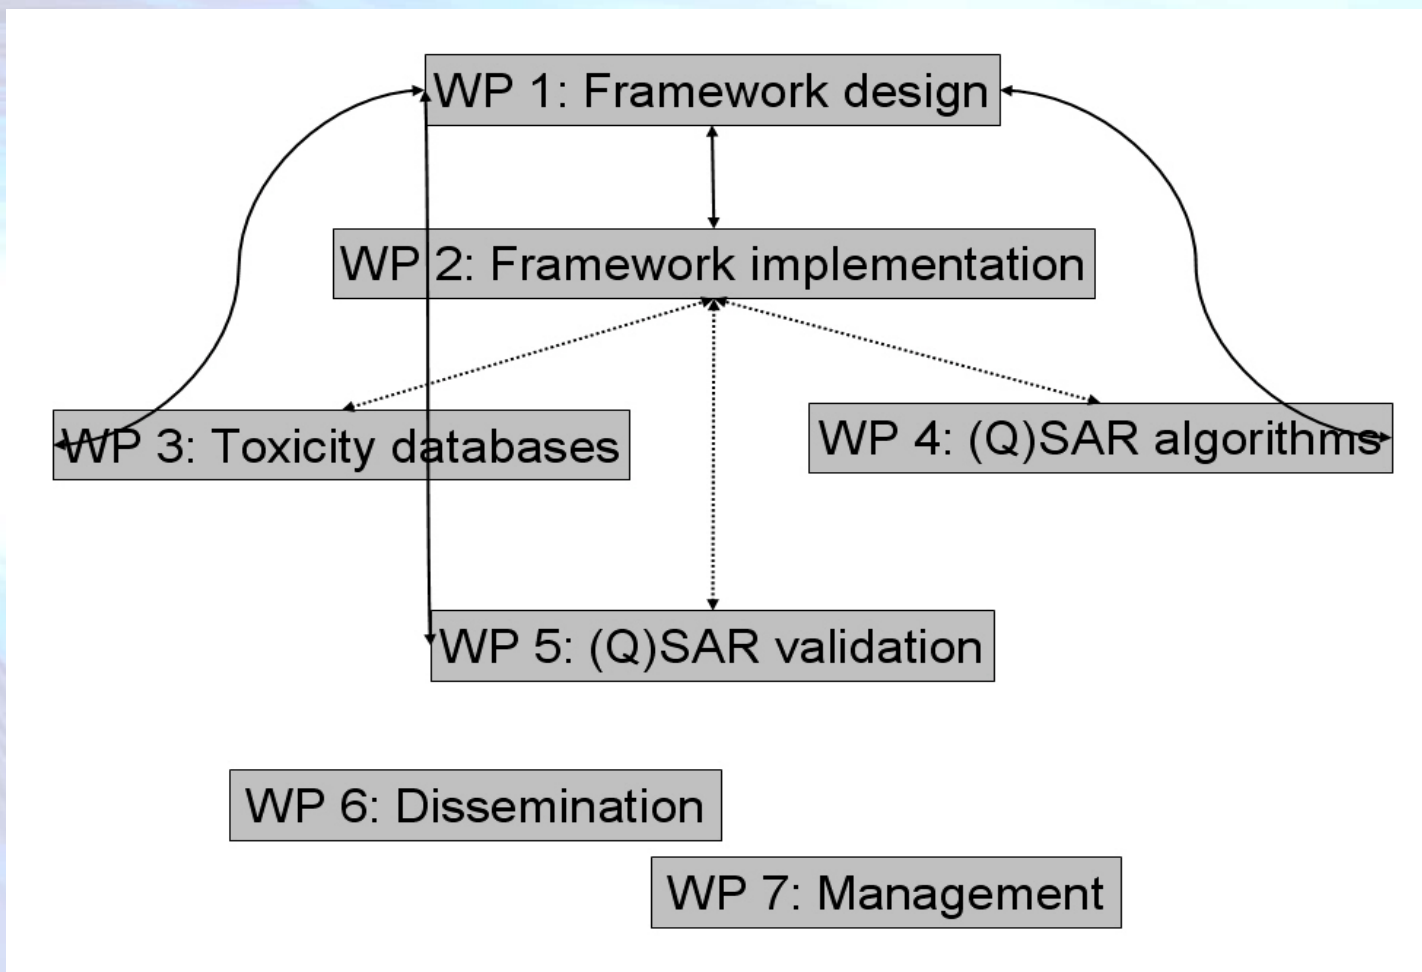 WP 1: Framework design
WP 2: Framework implementation
WP 3: Toxicity databases
WP 4: (Q)SAR algorithms
WP 5: (Q)SAR validation
WP 6: Dissemination
WP 7: Management